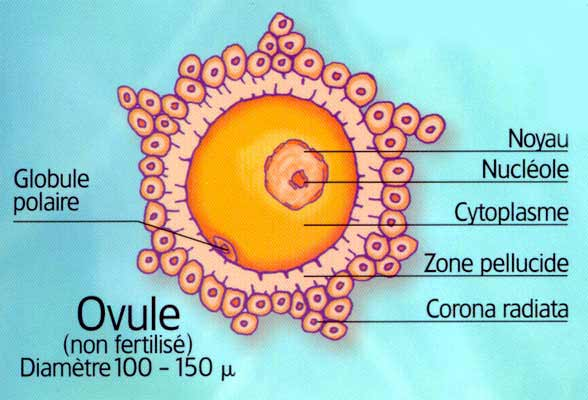 Noyau
Nucléole
Globule
polaire
Cytoplasme
Zone pellucide
Corona radiata
Ovule
(non fertilisé)
Diamètre 100 - 150 µ